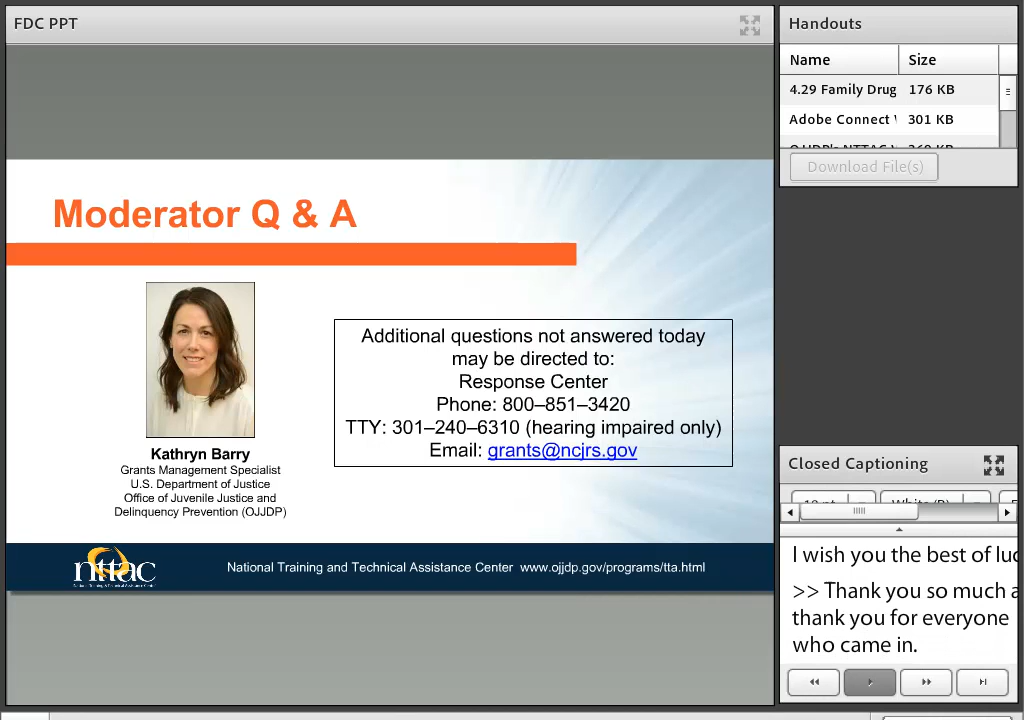 FDC PPT
Moderator Q & A
Kathryn Barry
Grants Management Specialist
U.S. Department of Justice
Office of Juvenile Justice and
Delinquency Prevention (OJJDP)
Additional questions not answered today
may be directed to:
Response Center
Phone: 800–851–3420
TTY: 301–240–6310 (hearing impaired only)
Email: grants@ncjrs.gov
nttac
National Training and Technical Assistance Center www.ojjdp.gov/programs/tta.html
Handouts
Name Size
4.29 Family Drug 176 KB
Adobe Connect 301 KB
Download File(s)
Closed Captioning
I wish you the best of
>> Thank you so much
thank you for everyone
who came in.